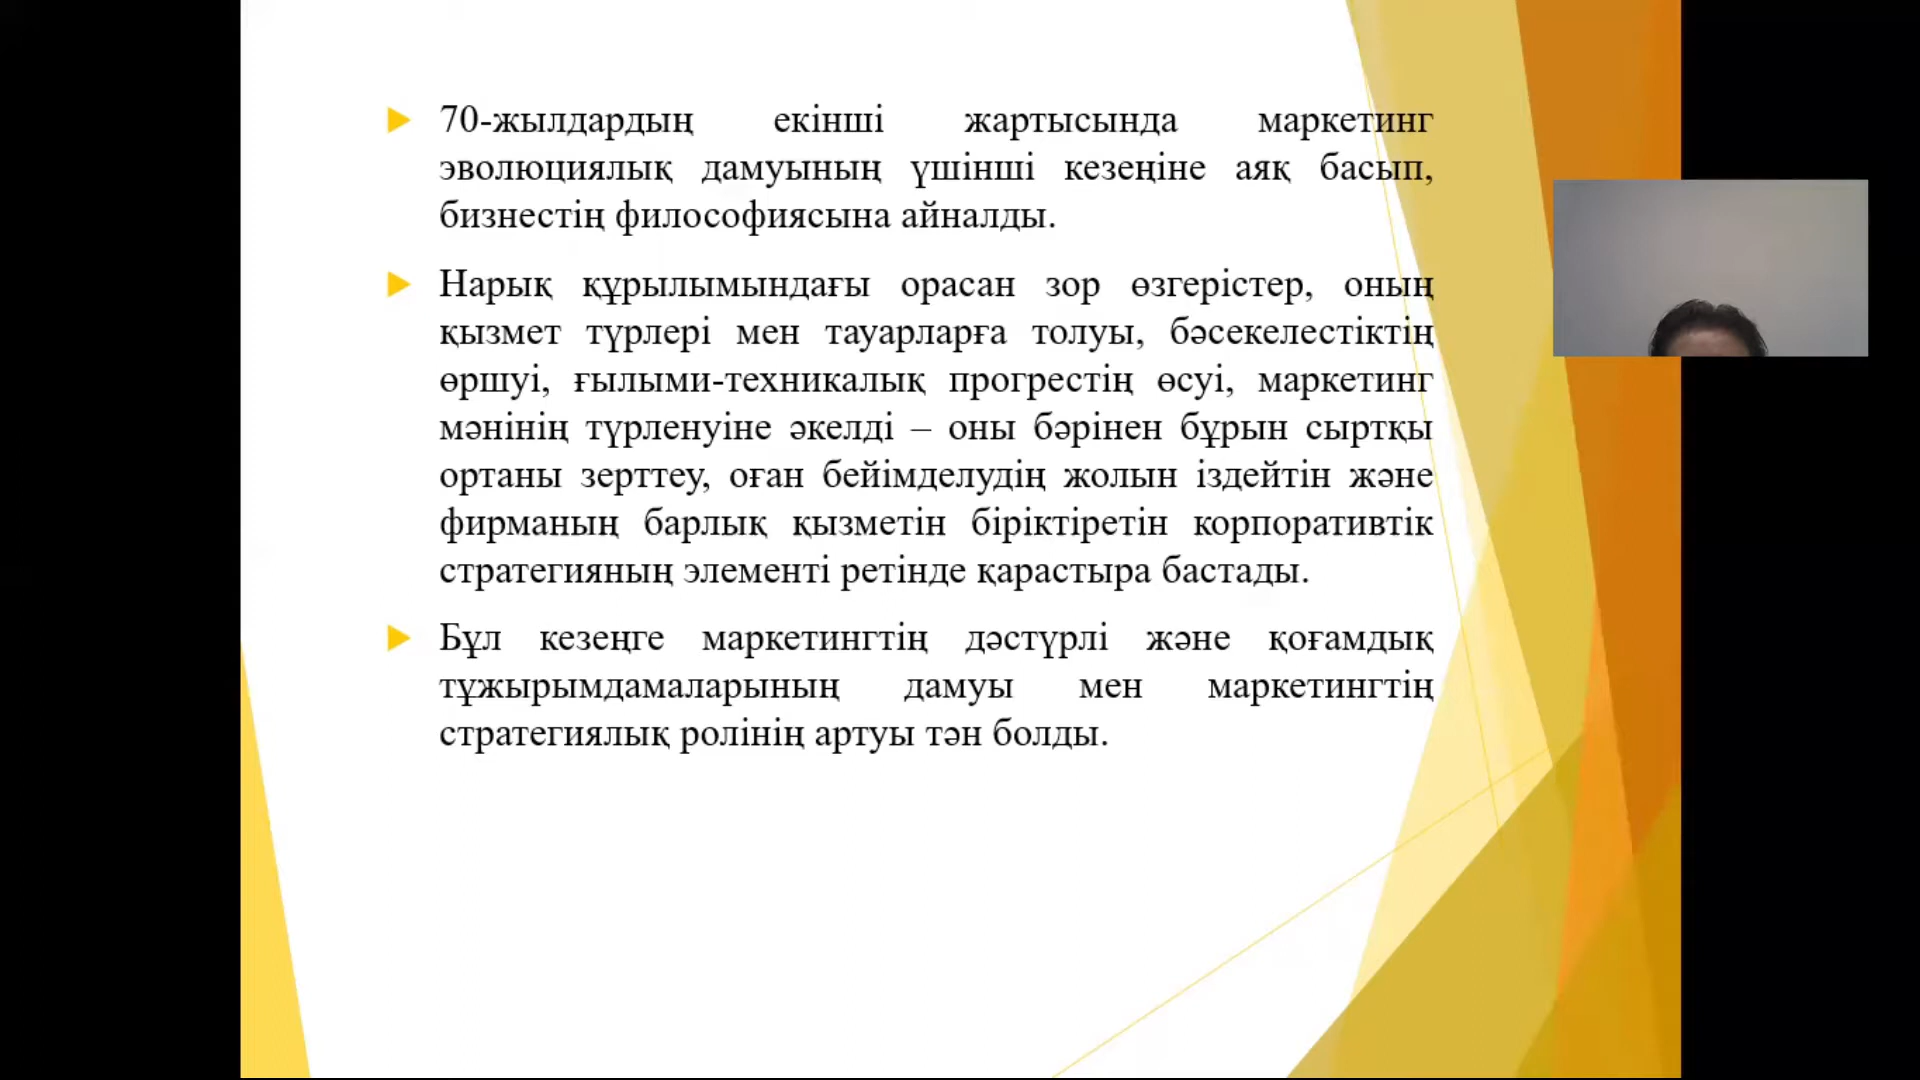 70-жылдардың екінші жартысында маркетинг
эволюциялық дамуының үшінші кезеңіне аяқ басып,
бизнестің философиясына айналды.
Нарық құрылымындағы орасан зор өзгерістер, оның
қызмет түрлері мен тауарларға толуы, бәсекелестіктің
өршуі, ғылыми-техникалық прогрестің өсуі, маркетинг
мәнінің түрленуіне әкелді – оны бәрінен бұрын сыртқы
ортаны зерттеу, оған бейімделудің жолын іздейтін және
фирманың барлық қызметін біріктіретін корпоративтік
стратегияның элементі ретінде қарастыра бастады.
Бұл кезеңге маркетингтің дәстүрлі және қоғамдық
тұжырымдамаларының дамуы мен маркетингтің
стратегиялық ролінің артуы тән болды.